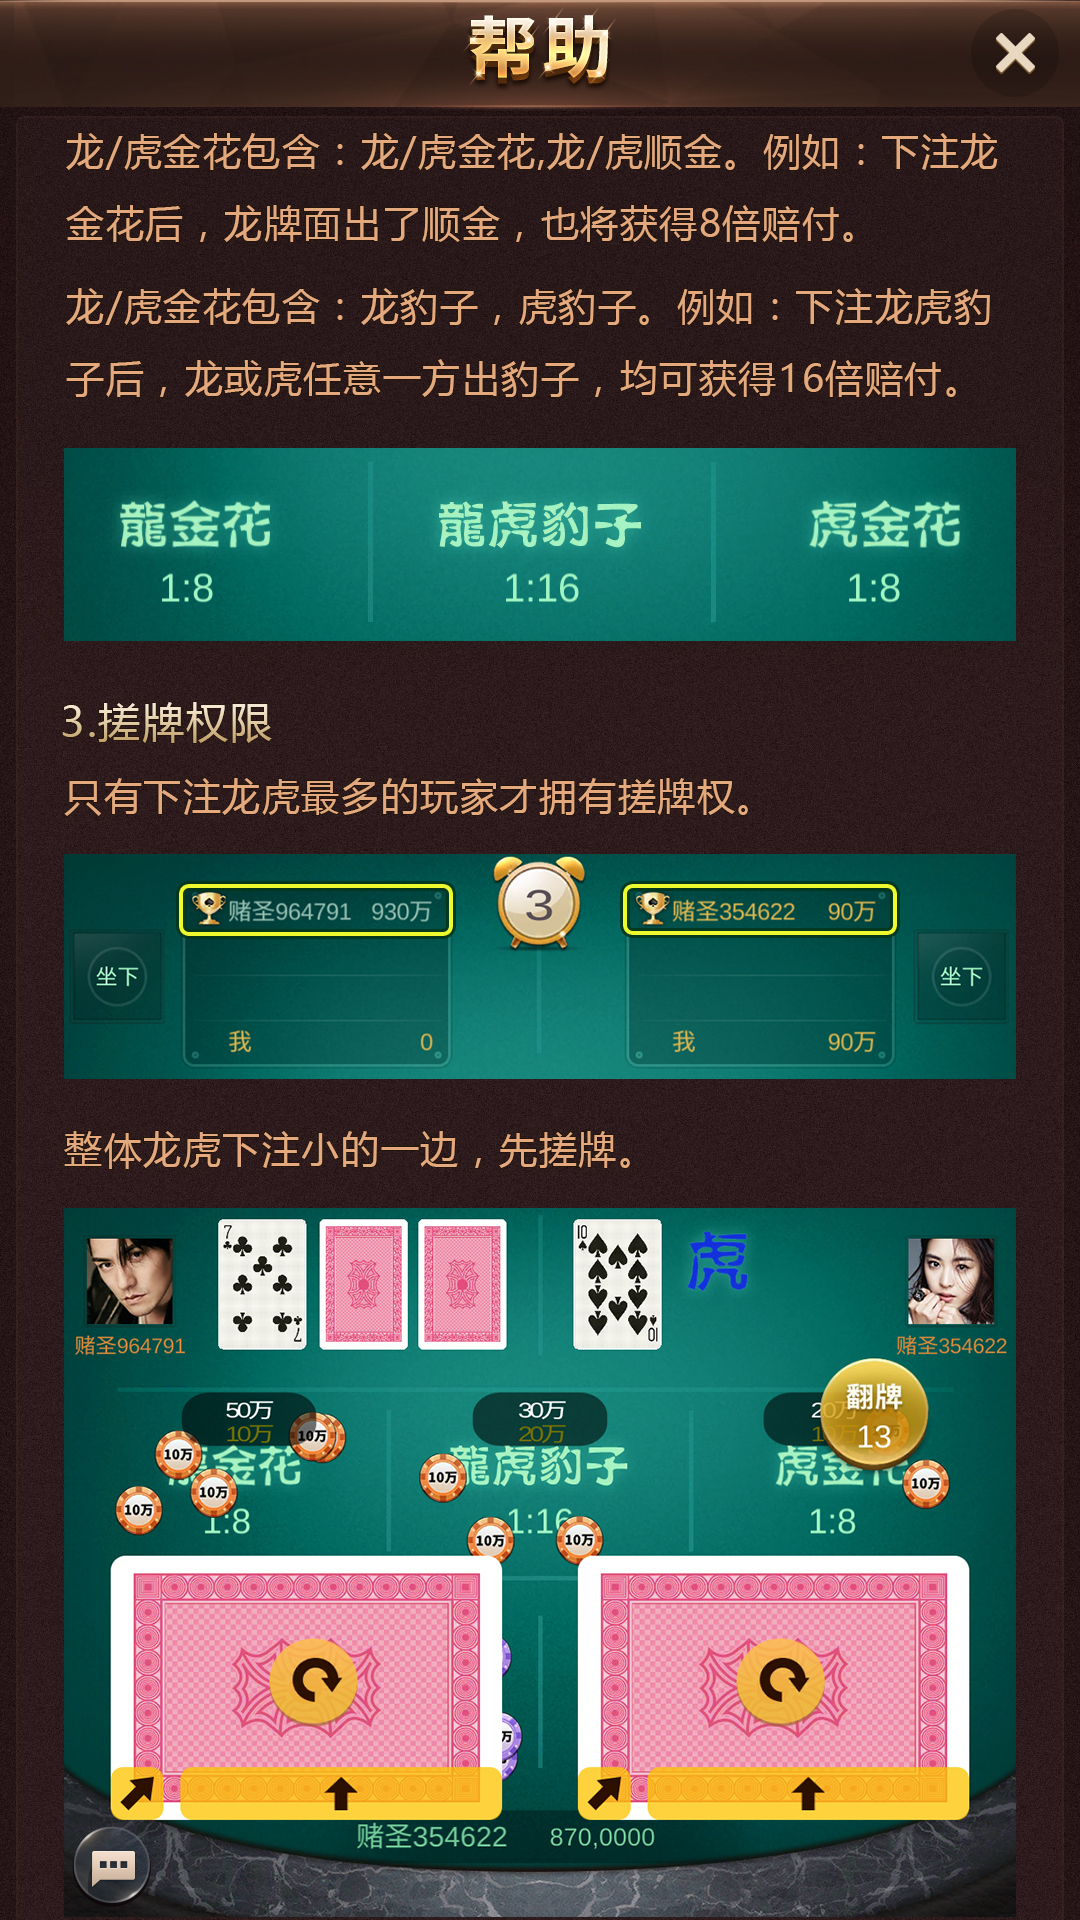 帮助
龙/虎金花包含：龙/虎金花,龙/虎顺金。例如：下注龙
金花后，龙牌面出了顺金，也将获得8倍赔付。
龙/虎金花包含：龙豹子，虎豹子。例如：下注龙虎豹
子后，龙或虎任意一方出豹子，均可获得16倍赔付。
龍金花 龍虎豹子 虎金花
1:8 1:16 1:8
3.搓牌权限
只有下注龙虎最多的玩家才拥有搓牌权。
赌圣964791 930万 3 赌圣354622 90万
坐下 坐下
我 0 我 90万
整体龙虎下注小的一边，先搓牌。
7 10 虎
7 10
赌圣964791 赌圣354622
翻牌
13
50万 30万 20万
10万 20万 10万
10万 10万 10万 10万 10万
龍金花 龍虎豹子 虎金花
10万 10万 10万
1:8 1:16 1:8
万
赌圣354622 870,0000